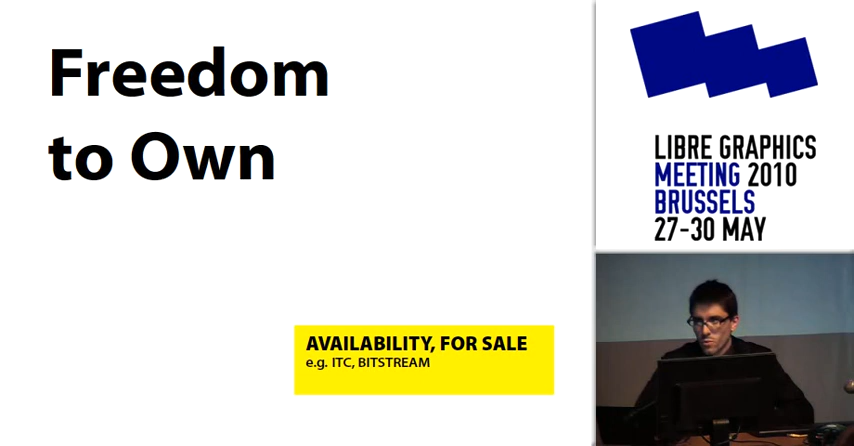 Freedom
to Own
AVAILABILITY, FOR SALE
e.g. ITC, BITSTREAM
LIBRE GRAPHICS
MEETING 2010
BRUSSELS
27-30 MAY